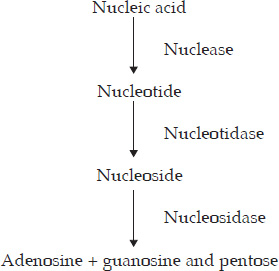 Nucleic acid
Nuclease
Nucleotide
Nucleotidase
Nucleoside
Nucleosidase
Adenosine + guanosine and pentose